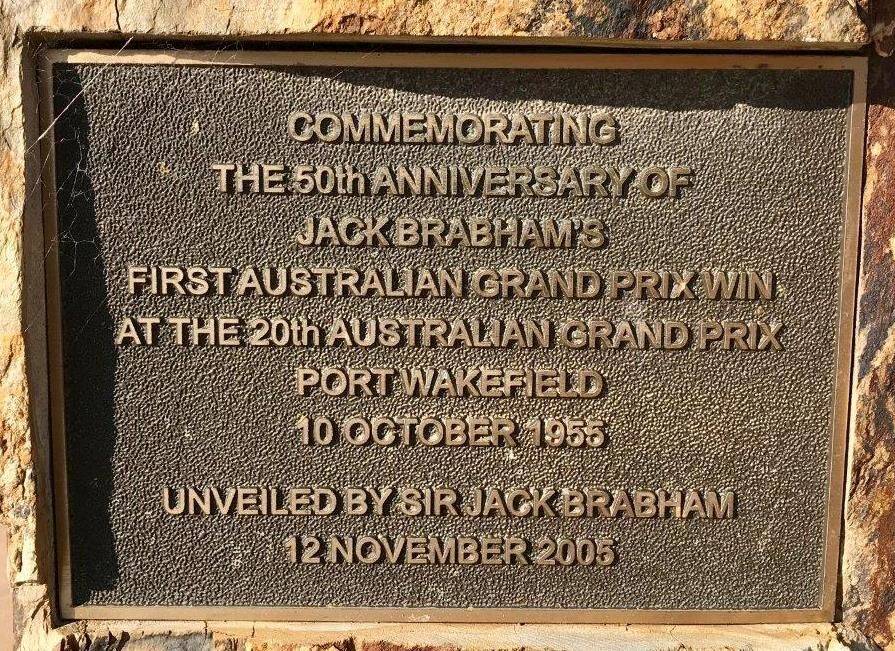 COMMEMORATING
THE 50th ANNIVERSARY OF
JACK BRABHAM'S
FIRST AUSTRALIAN GRAND PRIX WIN
AT THE 20th AUSTRALIAN GRAND PRIX
PORT WAKEFIELD
10 OCTOBER 1955
UNVEILED BY SIR JACK BRABHAM
12 NOVEMBER 2005